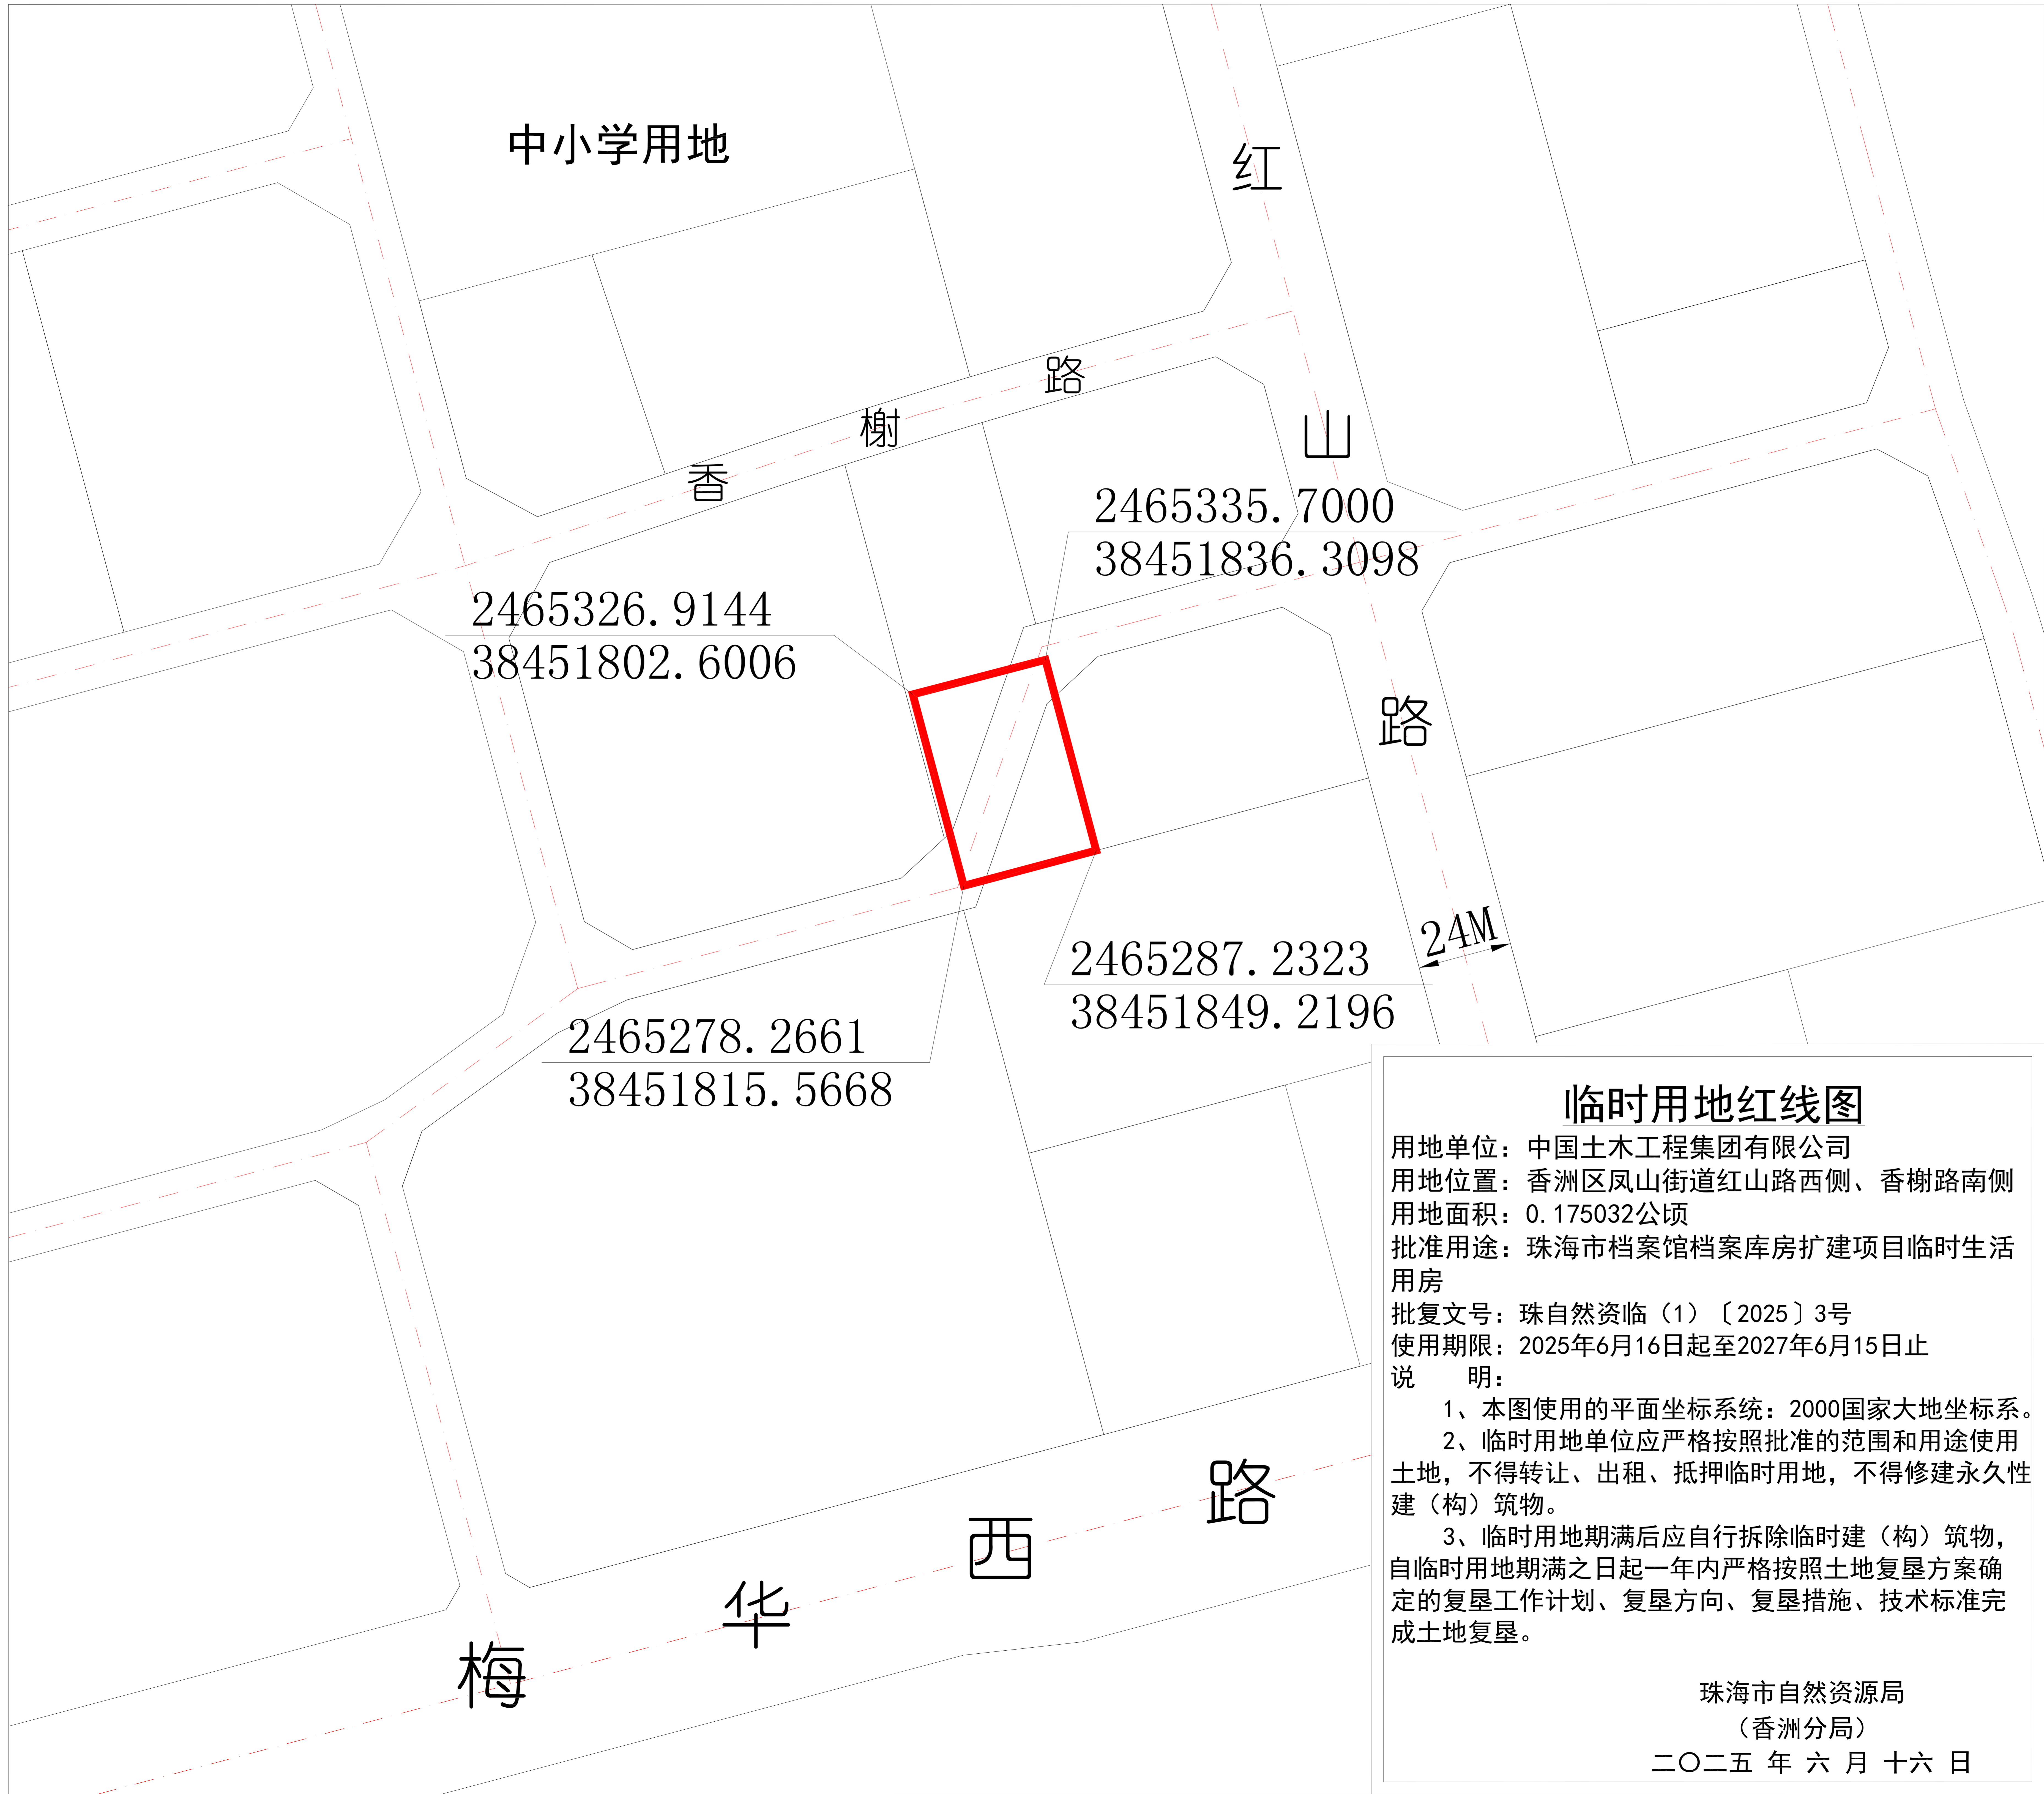 中小学用地
红
山
路
香
榭
路
2465335.7000
38451836.3098
2465326.9144
38451802.6006
2465287.2323
38451849.2196
2465278.2661
38451815.5668
24M
梅
华
西
路
临时用地红线图
用地单位：中国土木工程集团有限公司
用地位置：香洲区凤山街道红山路西侧、香榭路南侧
用地面积：0.175032公顷
批准用途：珠海市档案馆档案库房扩建项目临时生活
用房
批复文号：珠自然资临（1）〔2025〕3号
使用期限：2025年6月16日起至2027年6月15日止
说　　明：
1、本图使用的平面坐标系统：2000国家大地坐标系。
2、临时用地单位应严格按照批准的范围和用途使用
土地，不得转让、出租、抵押临时用地，不得修建永久性
建（构）筑物。
3、临时用地期满后应自行拆除临时建（构）筑物，
自临时用地期满之日起一年内严格按照土地复垦方案确
定的复垦工作计划、复垦方向、复垦措施、技术标准完
成土地复垦。
珠海市自然资源局
（香洲分局）
二〇二五 年 六 月 十六 日